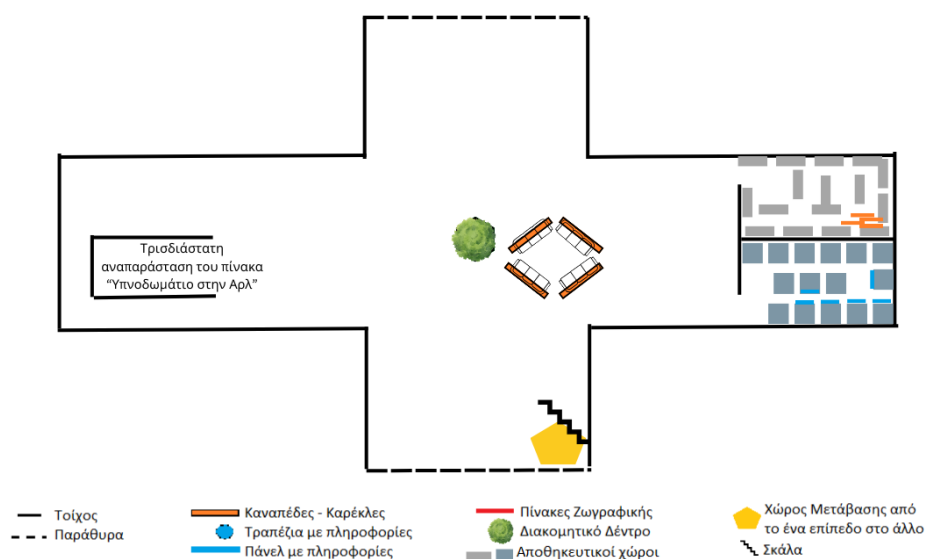 Τρισδιάστατη
αναπαράσταση του πίνακα
“Υπνοδωμάτιο στην Αρλ”
Τοίχος
Παράθυρα
Καναπέδες - Καρέκλες
Τραπέζια με πληροφορίες
Πάνελ με πληροφορίες
Πίνακες Ζωγραφικής
Διακομητικό Δέντρο
Αποθηκευτικοί χώροι
Χώρος Μετάβασης από
το ένα επίπεδο στο άλλο
Σκάλα